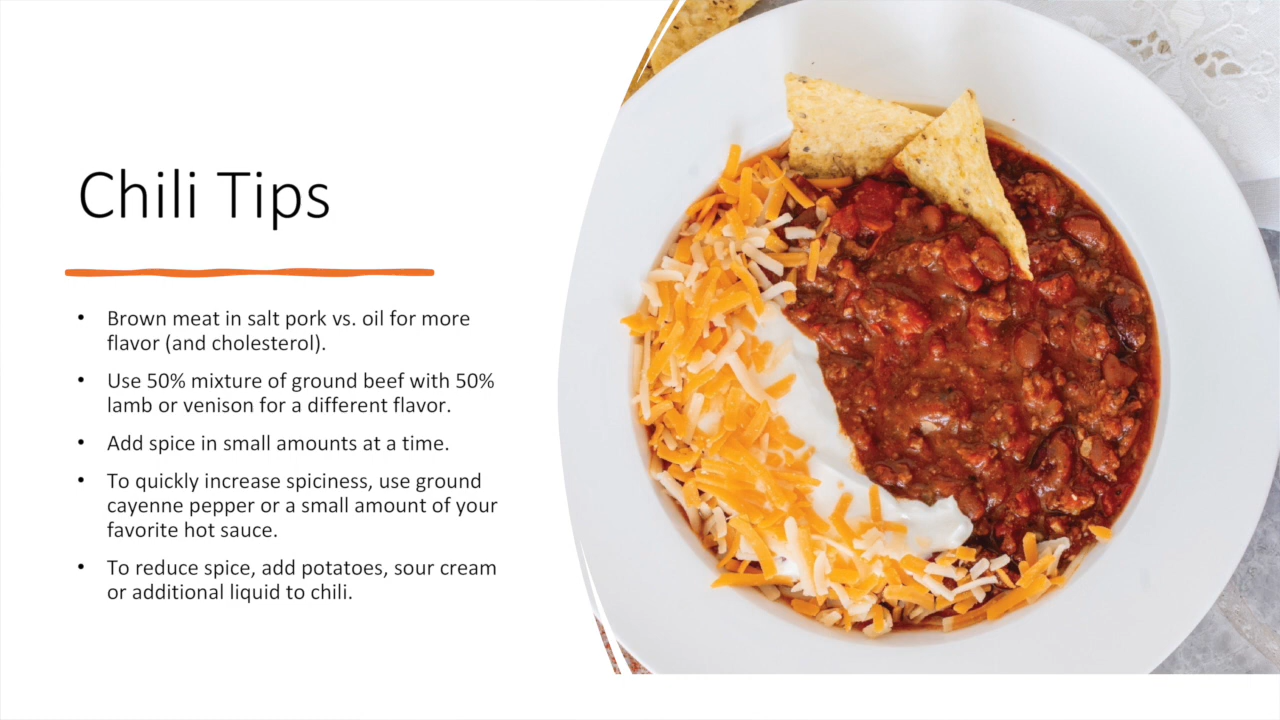 Chili Tips
• Brown meat in salt pork vs. oil for more
flavor (and cholesterol).
• Use 50% mixture of ground beef with 50%
lamb or venison for a different flavor.
• Add spice in small amounts at a time.
• To quickly increase spiciness, use ground
cayenne pepper or a small amount of your
favorite hot sauce.
• To reduce spice, add potatoes, sour cream
or additional liquid to chili.